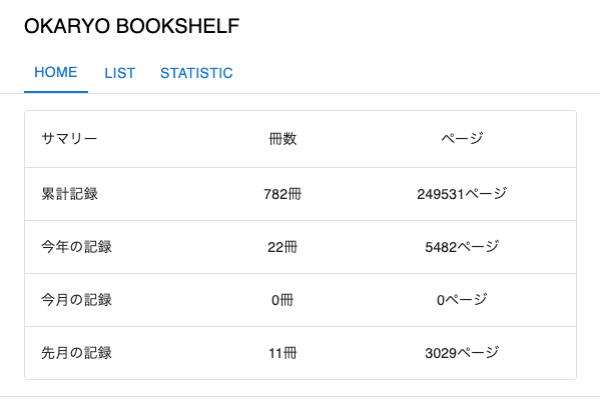 OKARYO BOOKSHELF
HOME LIST STATISTIC
サマリー 冊数 ページ
累計記録 782冊 249531ページ
今年の記録 22冊 5482ページ
今月の記録 0冊 0ページ
先月の記録 11冊 3029ページ